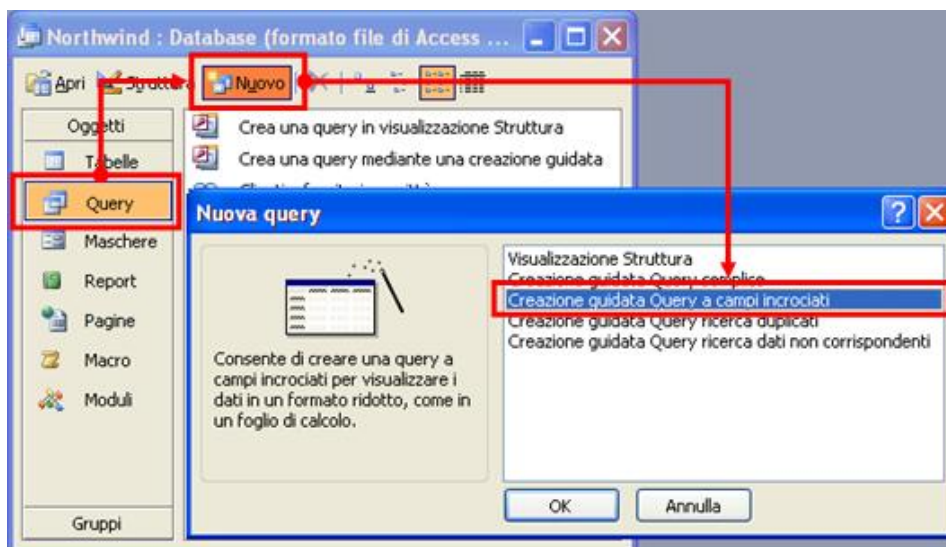 Northwind : Database (formato file di Access ...
Apri Struttura Nuovo
Oggetti
Tabelle
Query
Maschere
Report
Pagine
Macro
Moduli
Gruppi
Crea una query in visualizzazione Struttura
Crea una query mediante una creazione guidata
Nuova query
Consente di creare una query a
campi incrociati per visualizzare i
dati in un formato ridotto, come in
un foglio di calcolo.
Visualizzazione Struttura
Creazione guidata Query semplice
Creazione guidata Query a campi incrociati
Creazione guidata Query ricerca duplicati
Creazione guidata Query ricerca dati non corrispondenti
OK
Annulla